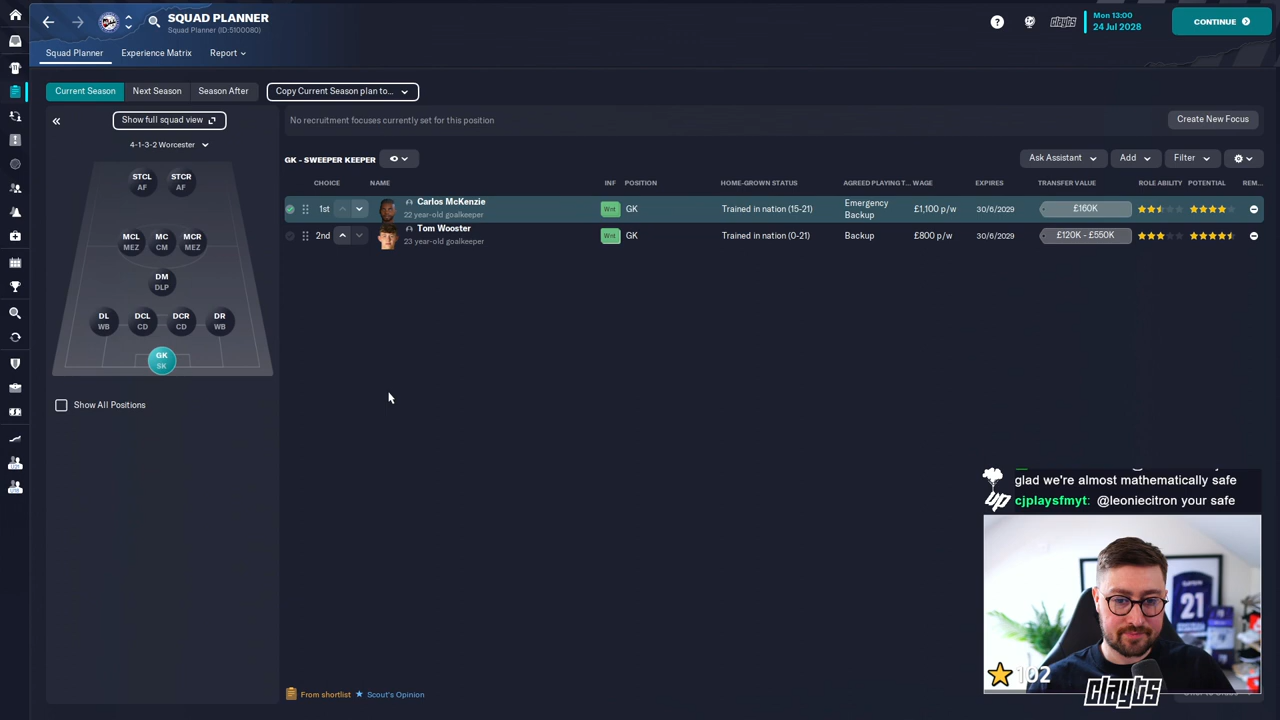 SQUAD PLANNER
Squad Planner (ID:5100080)
clayts
Mon 13:00
24 Jul 2028
CONTINUE
Squad Planner
Experience Matrix
Report
Current Season
Next Season
Season After
Copy Current Season plan to...
Show full squad view
4-1-3-2 Worcester
STCL
AF
STCR
AF
MCL
MEZ
MC
CM
MCR
MEZ
DM
DLP
DL
WB
DCL
CD
DCR
CD
DR
WB
GK
SK
Show All Positions
No recruitment focuses currently set for this position
Create New Focus
GK - SWEEPER KEEPER
Ask Assistant
Add
Filter
CHOICE NAME INF POSITION HOME-GROWN STATUS AGREED PLAYING T... WAGE EXPIRES TRANSFER VALUE ROLE ABILITY POTENTIAL REM...
1st Carlos McKenzie
22 year-old goalkeeper
Wnt GK Trained in nation (15-21) Emergency Backup £1,100 p/w 30/6/2029 £160K
2nd Tom Wooster
23 year-old goalkeeper
Wnt GK Trained in nation (0-21) Backup £800 p/w 30/6/2029 £120K - £550K
glad we're almost mathematically safe
cjplaysfmyt: @leoniecitron your safe
UP
21
102
clayts
From shortlist
Scout's Opinion